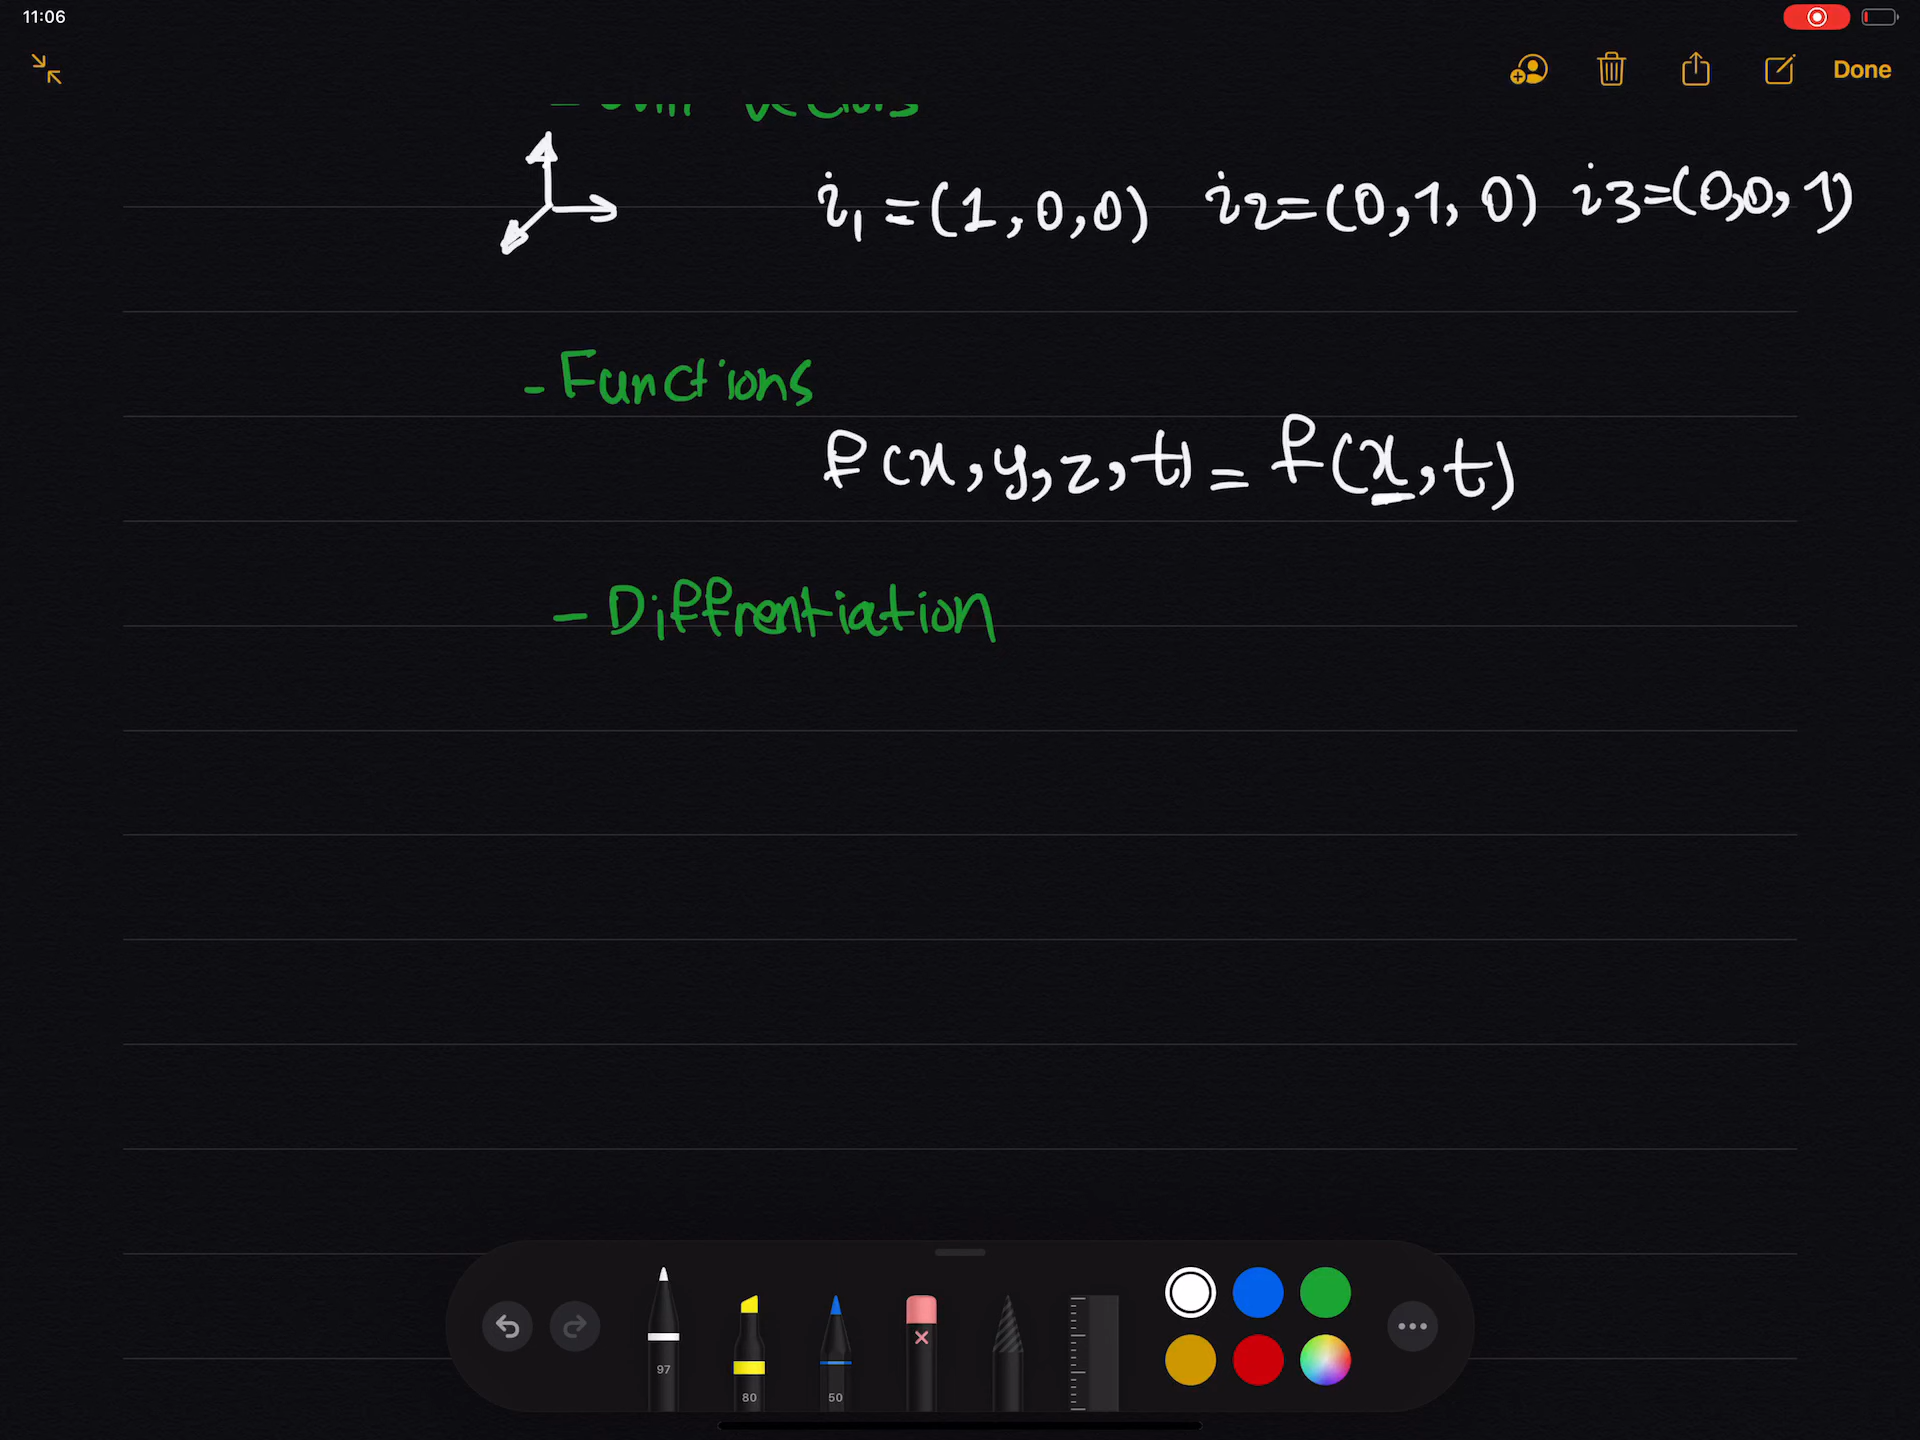 11:06
Done
i1=(1,0,0) i2=(0,1,0) i3=(0,0,1)
- Functions
f(x,y,z,t)=f(x,t)
- Diffrentiation
97
80
50